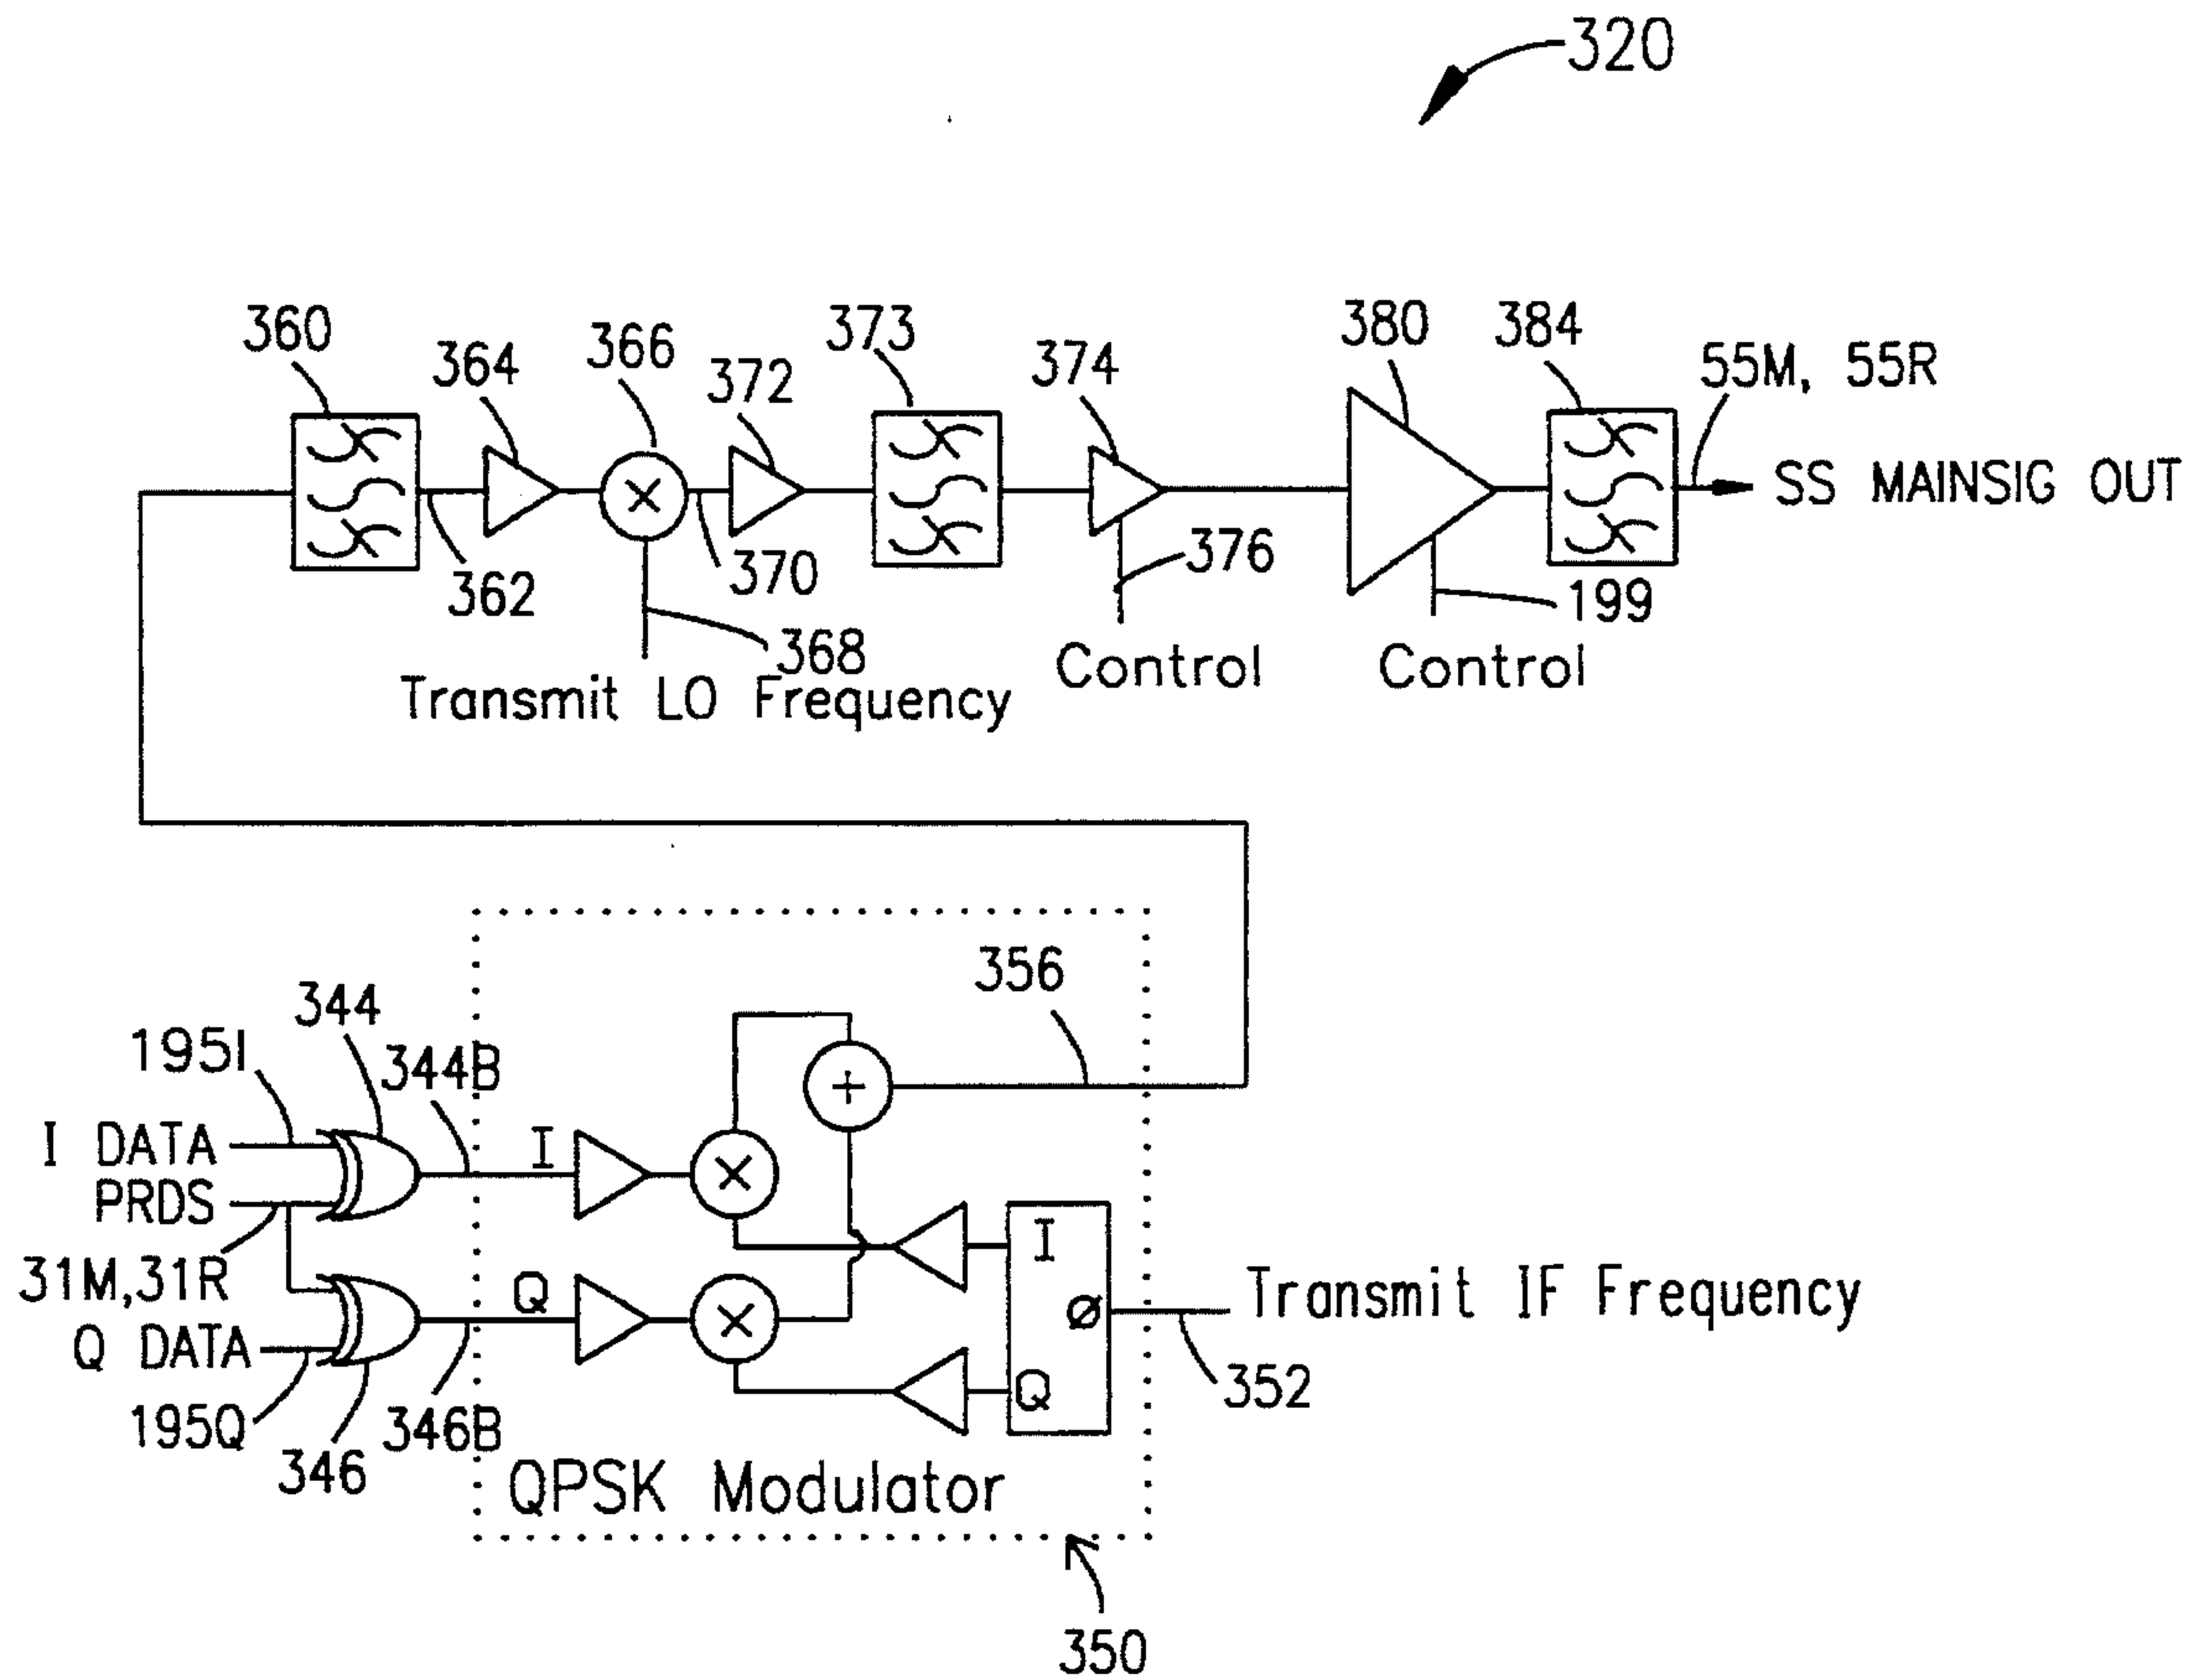 320
360
364
366
372
373
374
380
384
55M, 55R
SS MAINSIG OUT
362
370
376
199
368
Transmit LO Frequency
Control
Control
356
344
195I
344B
I DATA
I
PRDS
31M,31R
I
Q
Transmit IF Frequency
Ø
Q DATA
Q
352
195Q
346
346B
QPSK Modulator
350